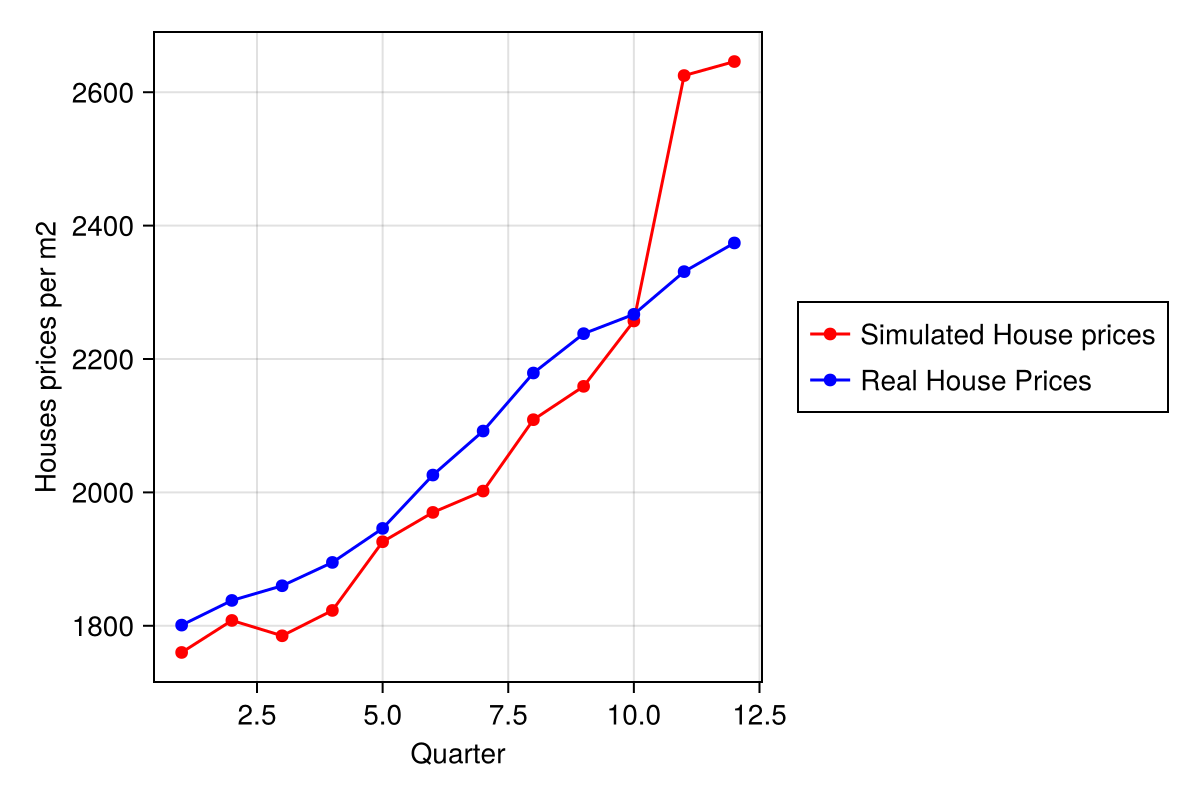 2600
2400
2200
2000
1800
Houses prices per m2
2.5 5.0 7.5 10.0 12.5
Quarter
Simulated House prices
Real House Prices